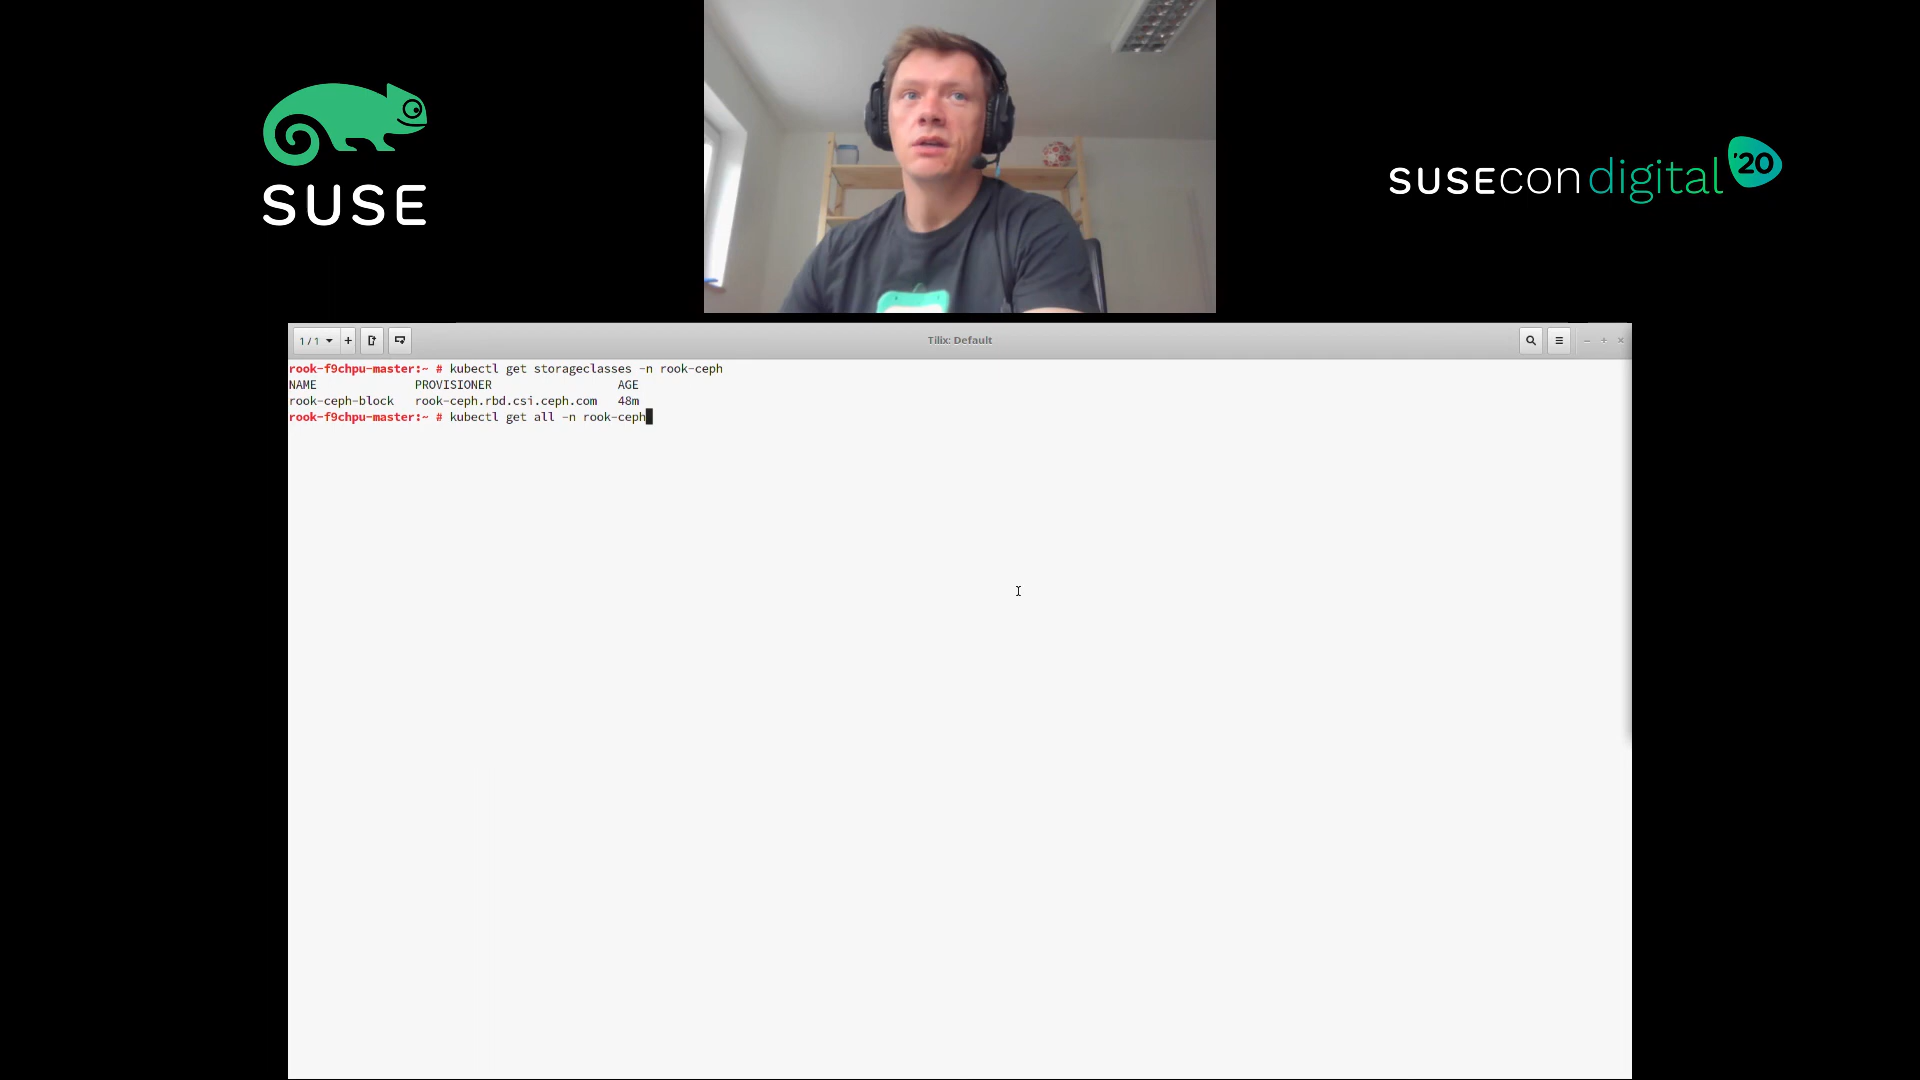 SUSE
susecon digital '20
1 / 1
Tilix: Default
rook-f9chpu-master:~ # kubectl get storageclasses -n rook-ceph
NAME PROVISIONER AGE
rook-ceph-block rook-ceph.rbd.csi.ceph.com 48m
rook-f9chpu-master:~ # kubectl get all -n rook-ceph